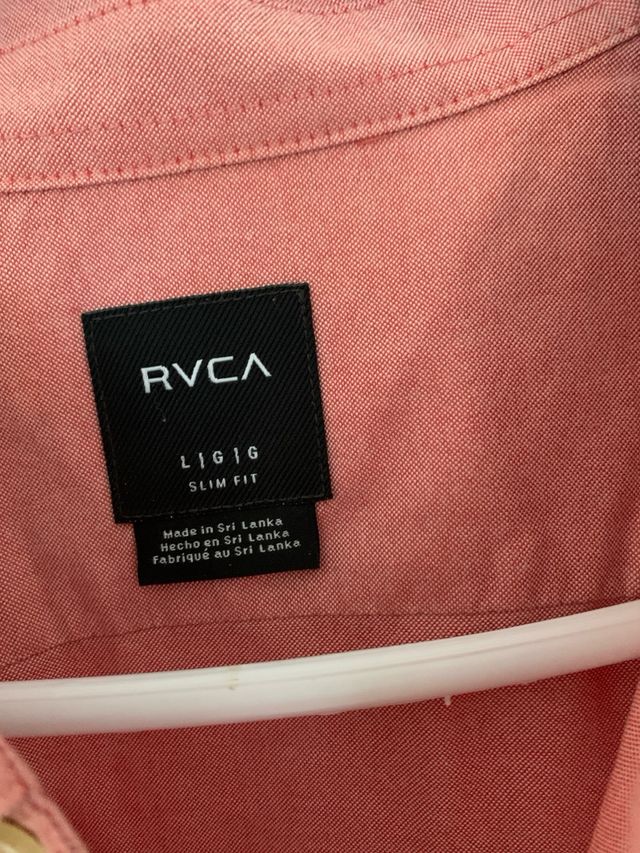 RVCA
L|G|G
SLIM FIT
Made in Sri Lanka
Hecho en Sri Lanka
Fabriqué au Sri Lanka